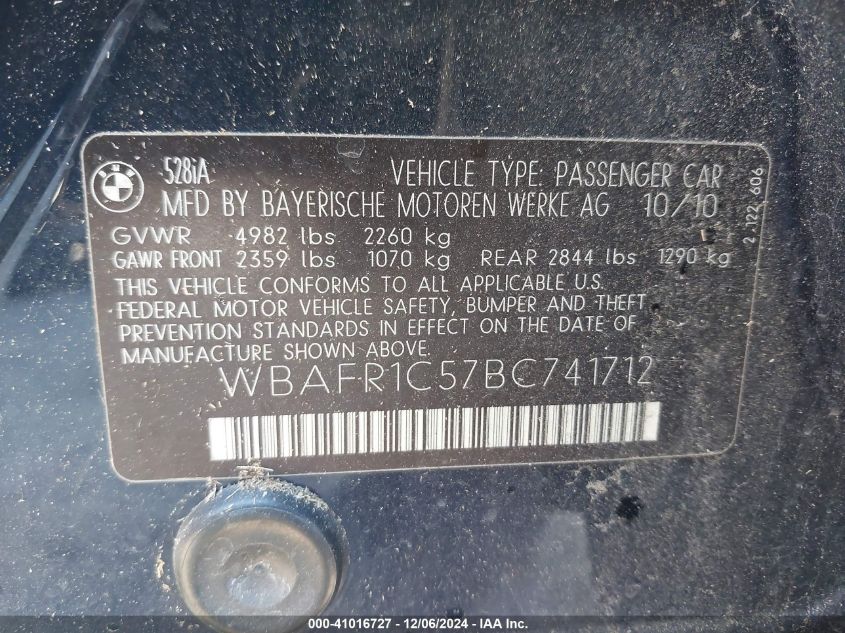 BMW
528iA VEHICLE TYPE: PASSENGER CAR
MFD BY BAYERISCHE MOTOREN WERKE AG 10/10
GVWR 4982 lbs 2260 kg
GAWR FRONT 2359 lbs 1070 kg REAR 2844 lbs 1290 kg
THIS VEHICLE CONFORMS TO ALL APPLICABLE U.S.
FEDERAL MOTOR VEHICLE SAFETY, BUMPER AND THEFT
PREVENTION STANDARDS IN EFFECT ON THE DATE OF
MANUFACTURE SHOWN ABOVE.
WBAFR1C57BC741712
2 122 606
000-41016727 - 12/06/2024 - IAA Inc.